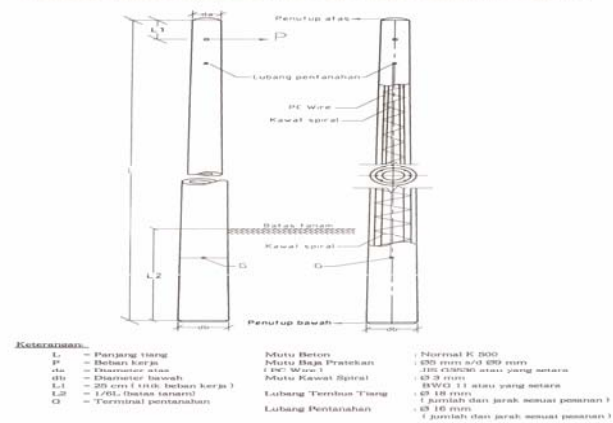 da
Penutup atas
L1
P
Lubang pentanahan
PC Wire
Kawat spiral
L
Batas tanam
Kawat spiral
L2
G
G
Penutup bawah
db
db
Keterangan:
L = Panjang tiang
P = Beban kerja
da = Diameter atas
db = Diameter bawah
L1 = 25 cm ( titik beban kerja )
L2 = 1/6L (batas tanam)
G = Terminal pentanahan
Mutu Beton : Normal K 500
Mutu Baja Pratekan : Ø5 mm s/d Ø9 mm
( PC Wire ) JIS G3536 atau yang setara
Mutu Kawat Spiral : Ø 3 mm
BWG 11 atau yang setara
Lubang Tembus Tiang : Ø 18 mm
( jumlah dan jarak sesuai pesanan )
Lubang Pentanahan : Ø 16 mm
( jumlah dan jarak sesuai pesanan )